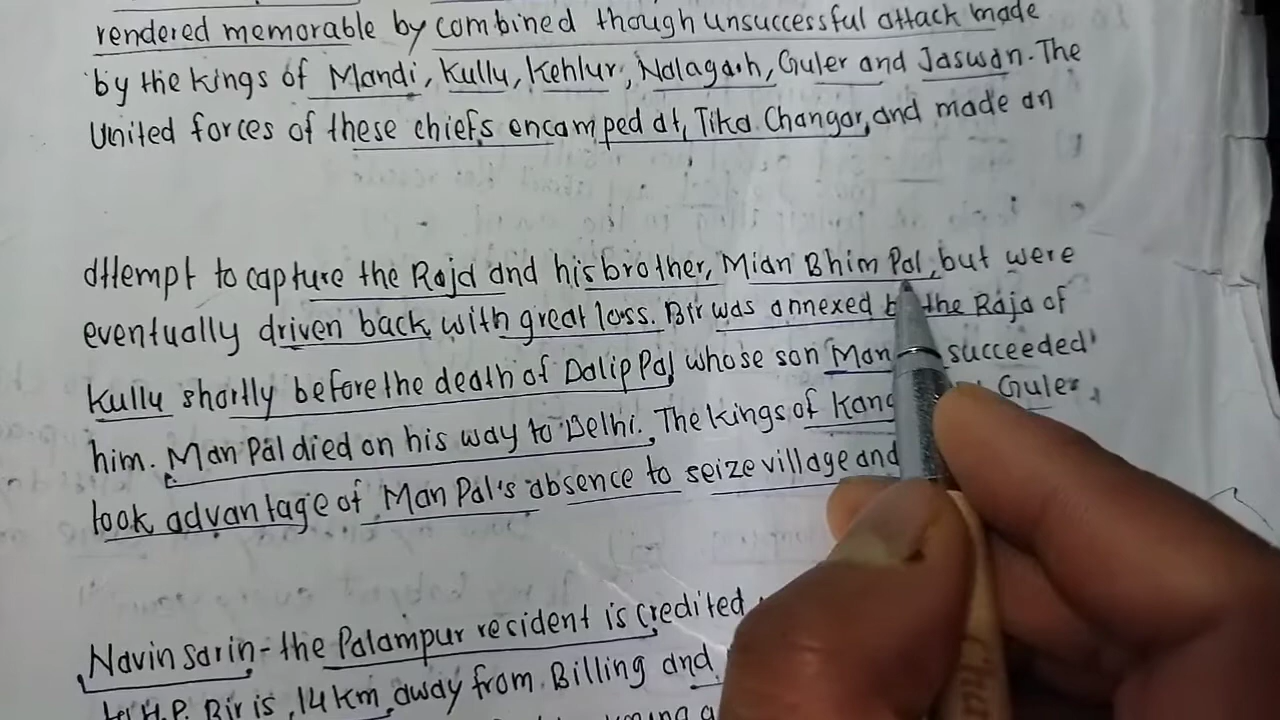 rendered memorable by combined though unsuccessful attack made
by the kings of Mandi, Kullu, Kehlur, Nalagarh, Guler and Jaswan. The
United forces of these chiefs encamped at, Tika Changar, and made an
attempt to capture the Raja and his brother, Mian Bhim Pal, but were
eventually driven back with great loss. Bir was annexed by the Raja of
Kullu shortly before the death of Dalip Pal whose son Man succeeded
him. Man Pal died on his way to Delhi. The kings of Guler,
took advantage of Man Pal's absence to seize village and
Navin Sarin - the Palampur resident is credited
H.P. Bir is 14 km away from Billing and